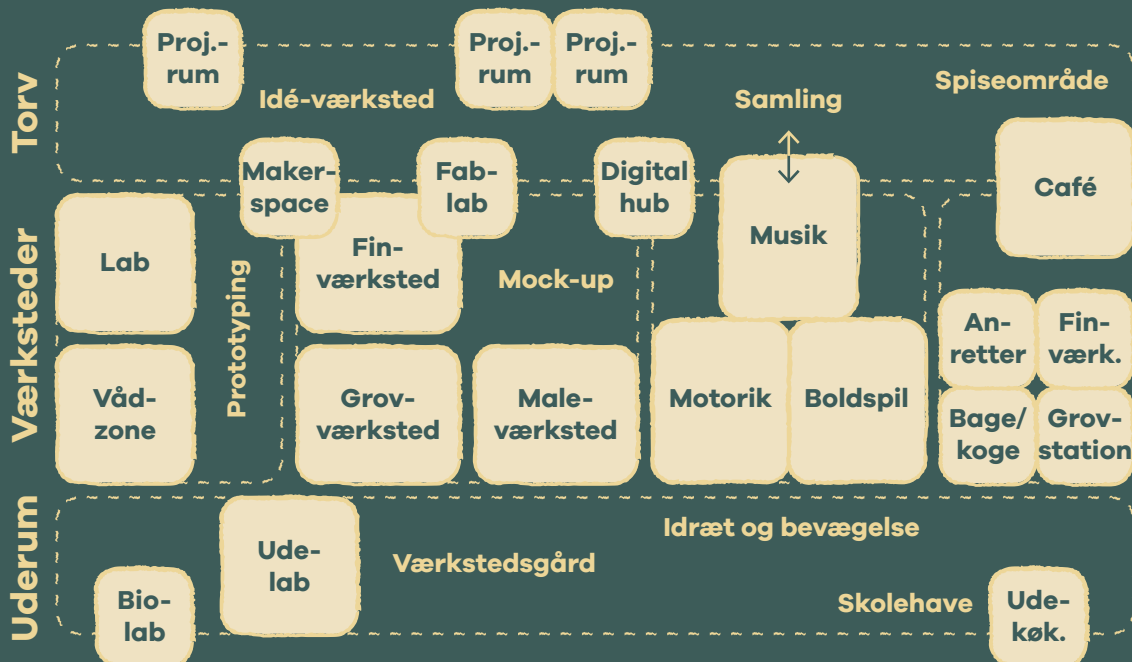 Torv
Proj.-
rum
Proj.-
rum
Proj.-
rum
Idé-værksted
Samling
Spiseområde
Maker-
space
Fab-
lab
Digital
hub
Musik
Café
Værksteder
Lab
Våd-
zone
Prototyping
Fin-
værksted
Mock-up
Grov-
værksted
Male-
værksted
Motorik
Boldspil
An-
retter
Fin-
værk.
Bage/
koge
Grov-
station
Uderum
Bio-
lab
Ude-
lab
Værkstedsgård
Idræt og bevægelse
Skolehave
Ude-
køk.